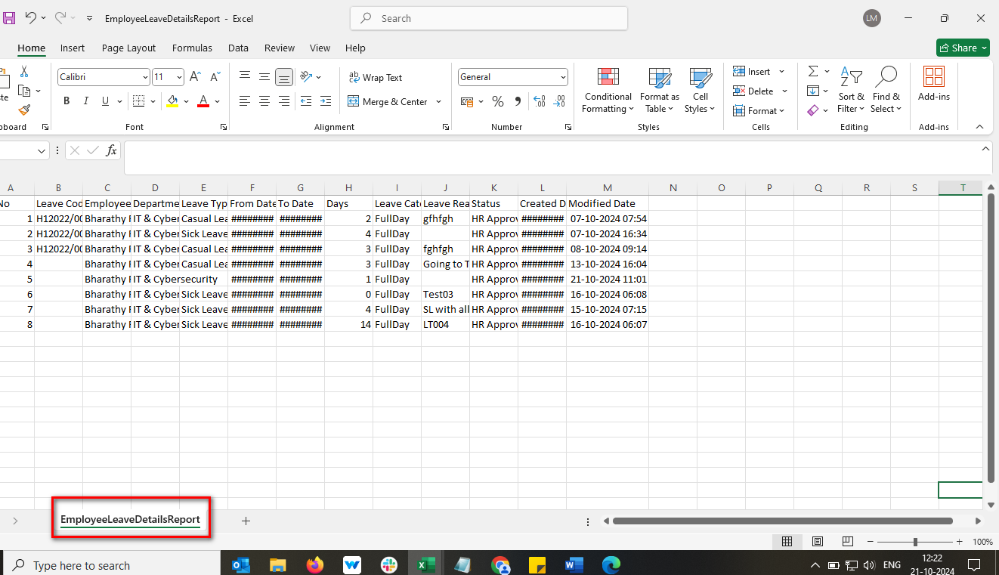 EmployeeLeaveDetailsReport - Excel
Search
LM
Home Insert Page Layout Formulas Data Review View Help
Share
Calibri 11 A A
ab c Wrap Text
General
Insert
Delete
Format
B I U A
Merge & Center
% ,
Conditional Formatting
Format as Table
Cell Styles
Sort & Filter
Find & Select
Add-ins
ste
board Font Alignment Number Styles Cells Editing Add-ins
fx
A B C D E F G H I J K L M N O P Q R S T
No Leave Cod Employee Departme Leave Typ From Date To Date Days Leave Cate Leave Rea Status Created D Modified Date
1 H12022/00 Bharathy IT & Cyber Casual Lea ######## ######## 2 FullDay gfhfgh HR Approv ######## 07-10-2024 07:54
2 H12022/00 Bharathy IT & Cyber Sick Leave ######## ######## 4 FullDay HR Approv ######## 07-10-2024 16:34
3 H12022/00 Bharathy IT & Cyber Casual Lea ######## ######## 3 FullDay fghfgh HR Approv ######## 08-10-2024 09:14
4 Bharathy IT & Cyber Casual Lea ######## ######## 3 FullDay Going to T HR Approv ######## 13-10-2024 16:04
5 Bharathy IT & Cybersecurity ######## ######## 1 FullDay HR Approv ######## 21-10-2024 11:01
6 Bharathy IT & Cyber Sick Leave ######## ######## 0 FullDay Test03 HR Approv ######## 16-10-2024 06:08
7 Bharathy IT & Cyber Sick Leave ######## ######## 4 FullDay SL with all HR Approv ######## 15-10-2024 07:15
8 Bharathy IT & Cyber Sick Leave ######## ######## 14 FullDay LT004 HR Approv ######## 16-10-2024 06:07
EmployeeLeaveDetailsReport
100%
Type here to search
ENG
12:22
21-10-2024